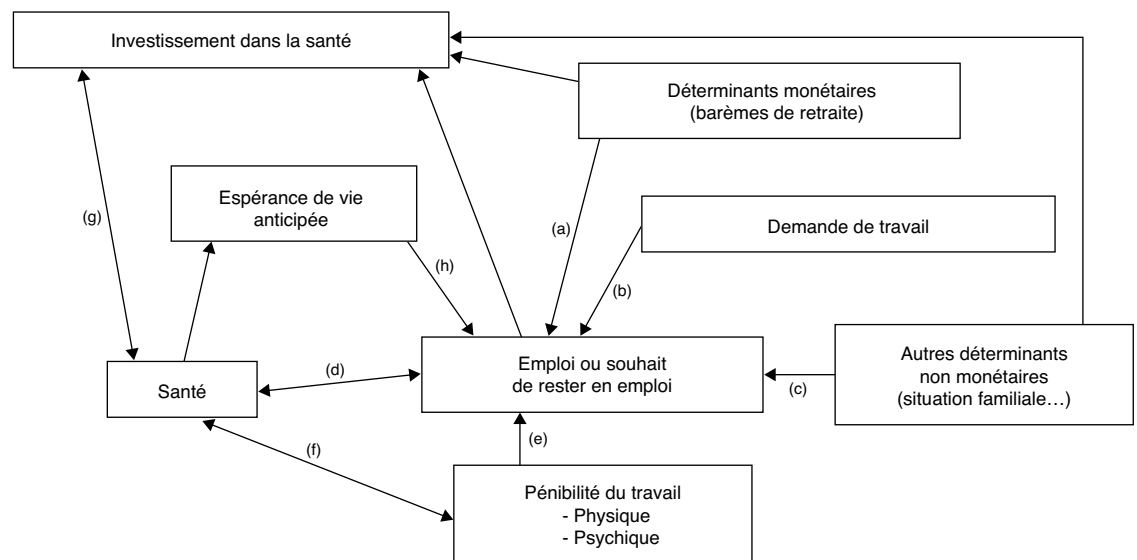 Investissement dans la santé
Déterminants monétaires
(barèmes de retraite)
Espérance de vie
anticipée
(g)
(a)
Demande de travail
(h)
(b)
Emploi ou souhait
de rester en emploi
Autres déterminants
non monétaires
(situation familiale…)
Santé
(d)
(c)
(e)
(f)
Pénibilité du travail
- Physique
- Psychique